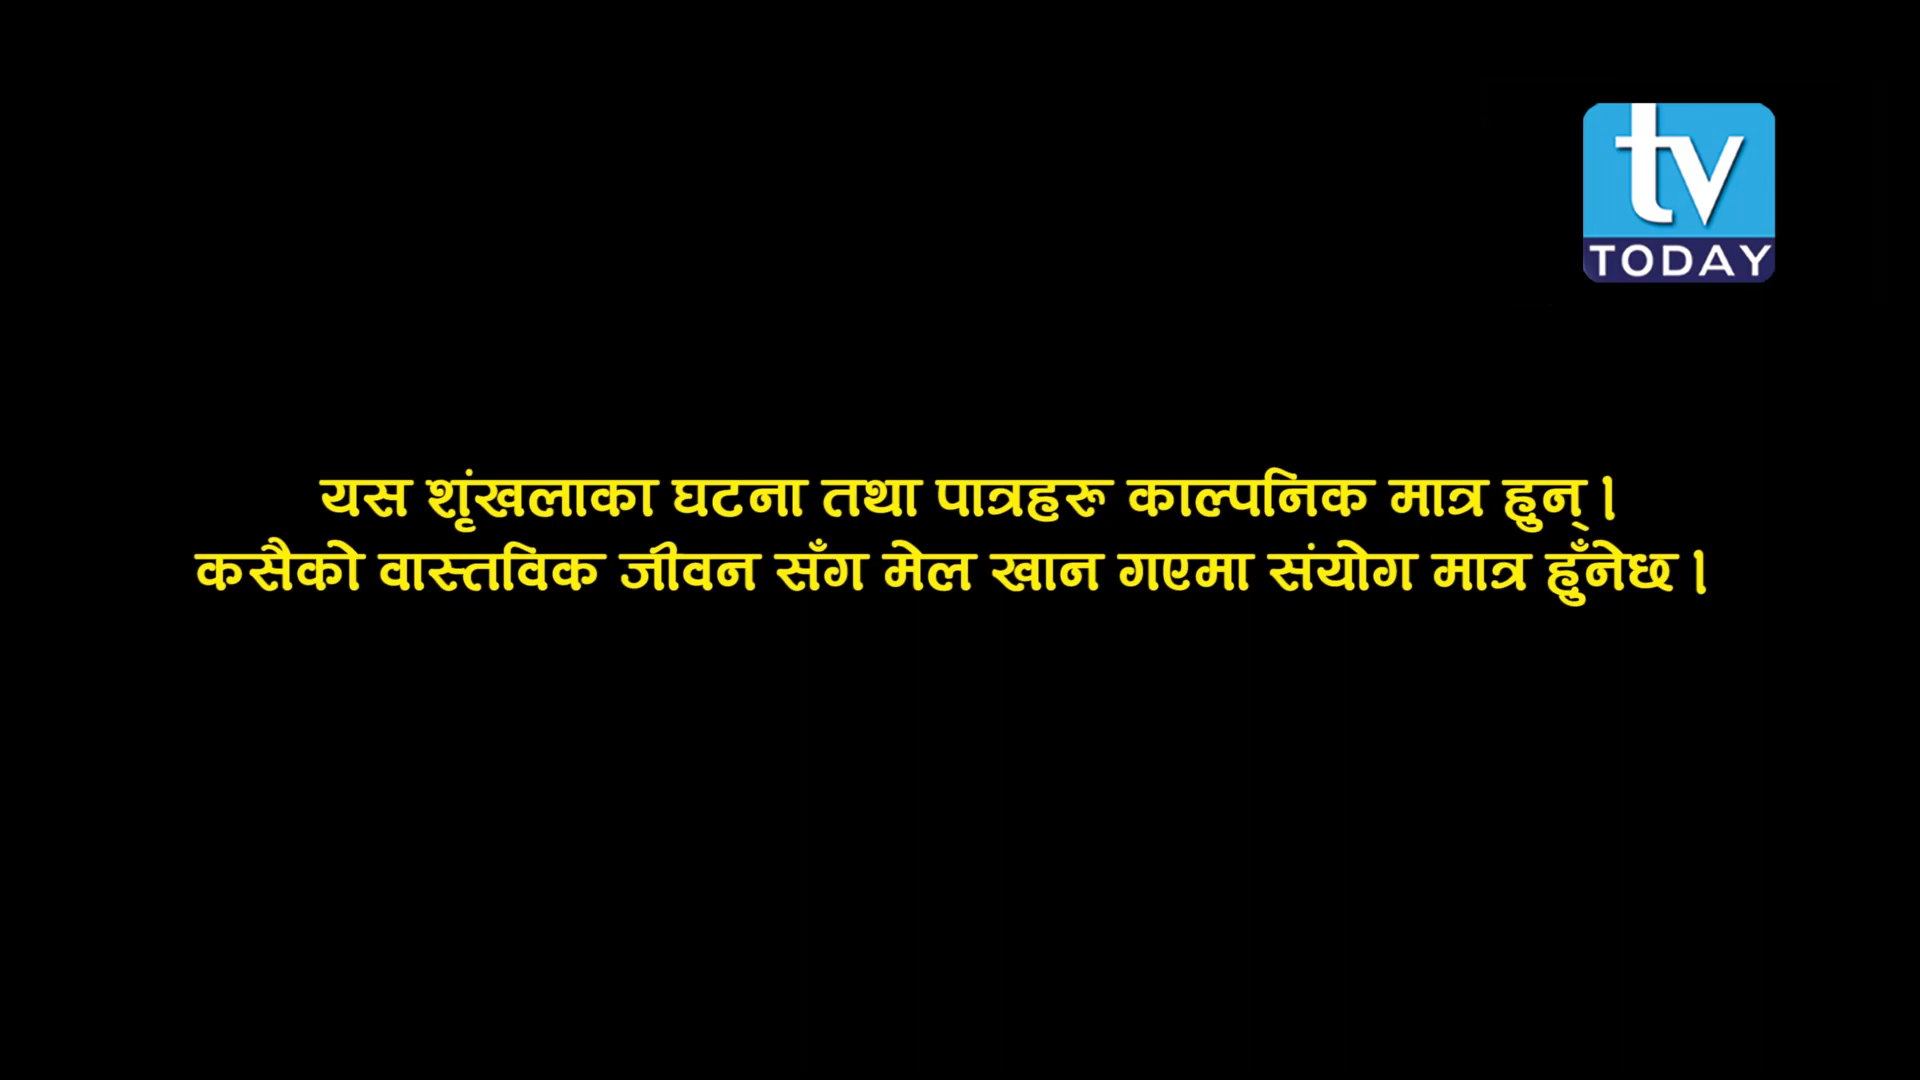 tv
TODAY
यस शृंखलाका घटना तथा पात्रहरू काल्पनिक मात्र हुन् ।
कसैको वास्तविक जीवन सँग मेल खान गएमा संयोग मात्र हुँनेछ ।